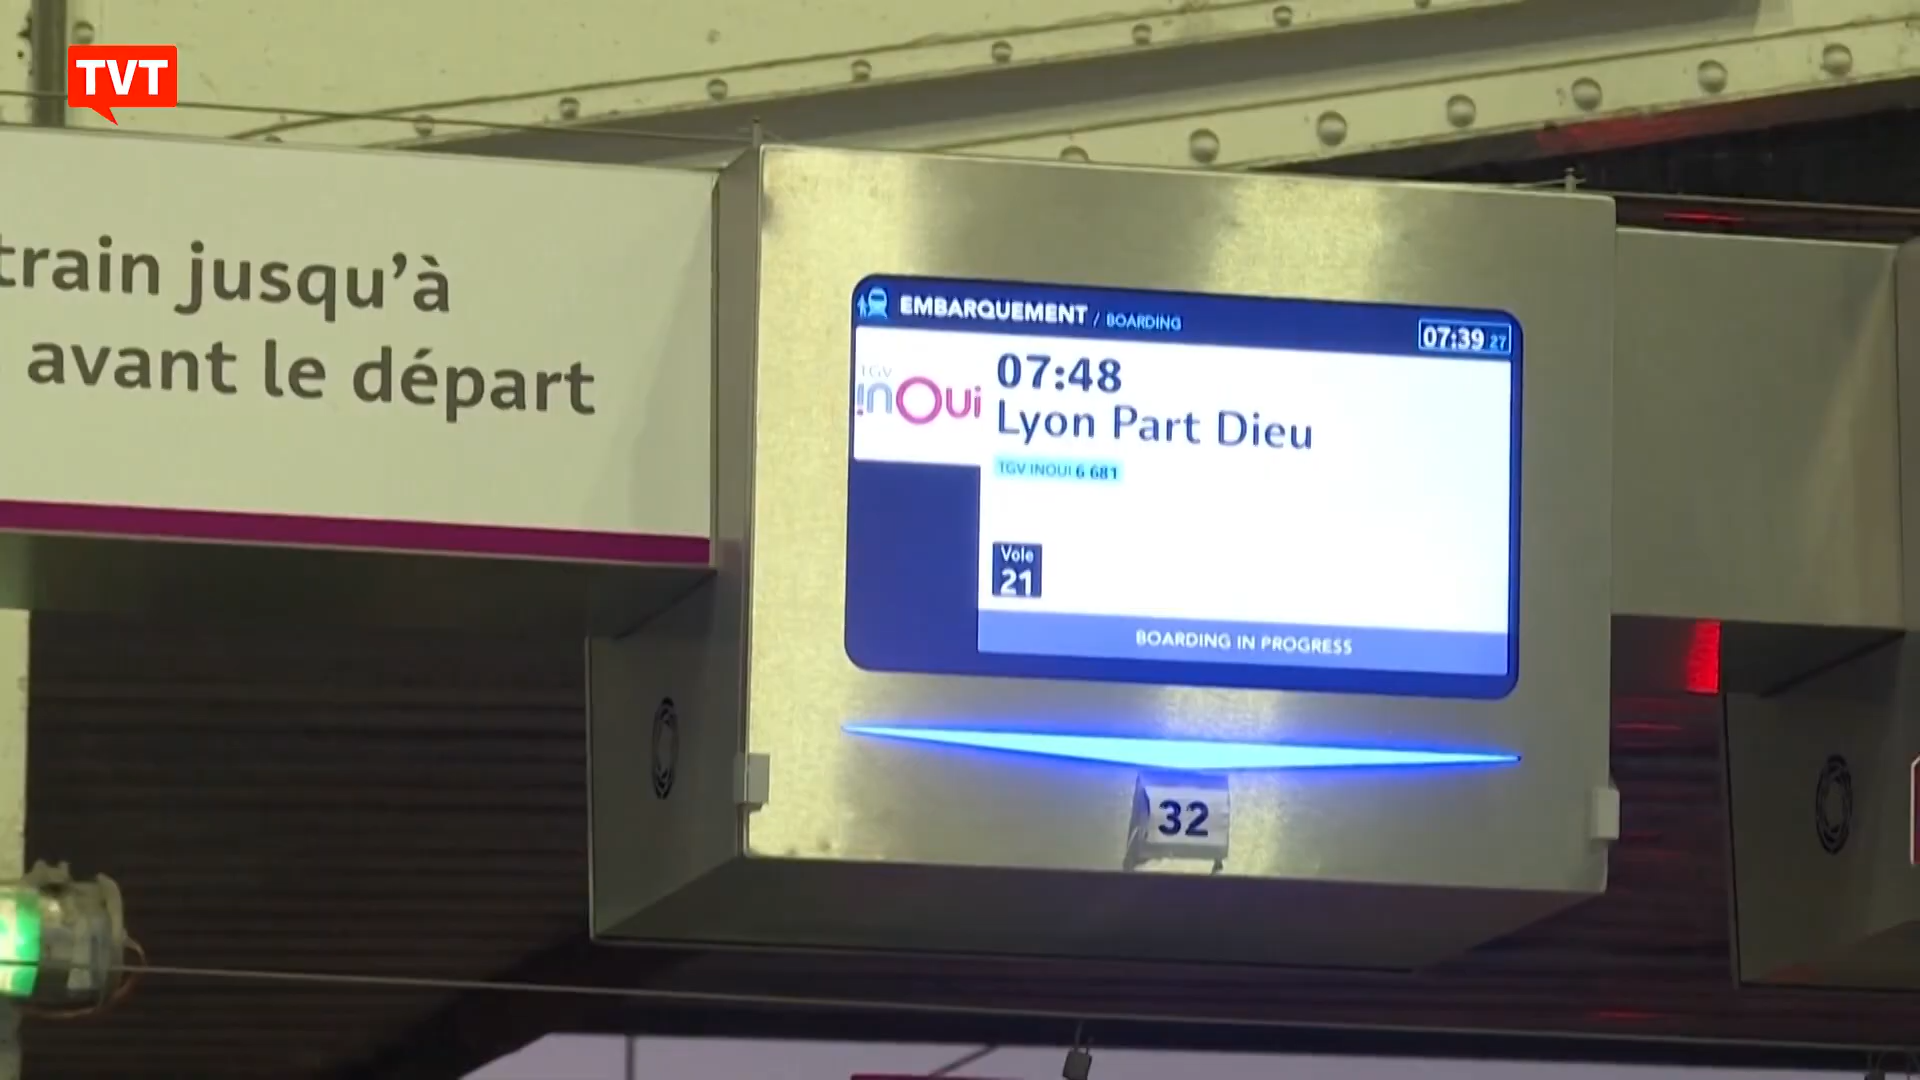 TVT
train jusqu'à
avant le départ
EMBARQUEMENT / BOARDING
07:39 27
TGV
inOui
07:48
Lyon Part Dieu
TGV INOUI 6 681
Voie
21
BOARDING IN PROGRESS
32